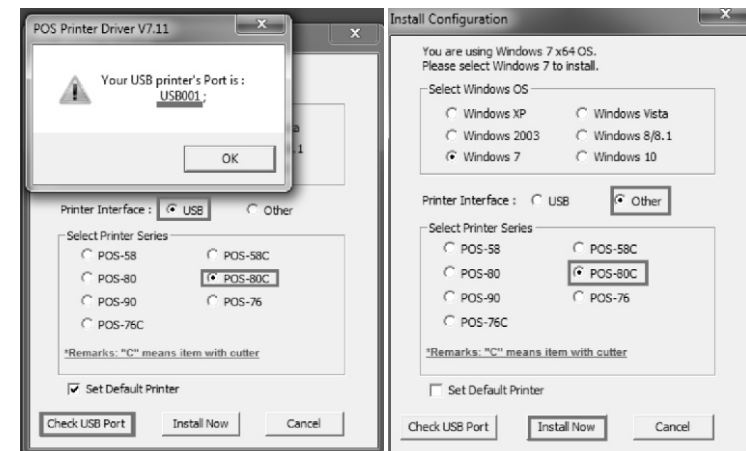 POS Printer Driver V7.11
Your USB printer's Port is :
USB001 ;
OK
a
.1
Printer Interface : USB Other
Select Printer Series
POS-58 POS-58C
POS-80 POS-80C
POS-90 POS-76
POS-76C
*Remarks: "C" means item with cutter
Set Default Printer
Check USB Port Install Now Cancel
Install Configuration
You are using Windows 7 x64 OS.
Please select Windows 7 to install.
Select Windows OS
Windows XP Windows Vista
Windows 2003 Windows 8/8.1
Windows 7 Windows 10
Printer Interface : USB Other
Select Printer Series
POS-58 POS-58C
POS-80 POS-80C
POS-90 POS-76
POS-76C
*Remarks: "C" means item with cutter
Set Default Printer
Check USB Port Install Now Cancel